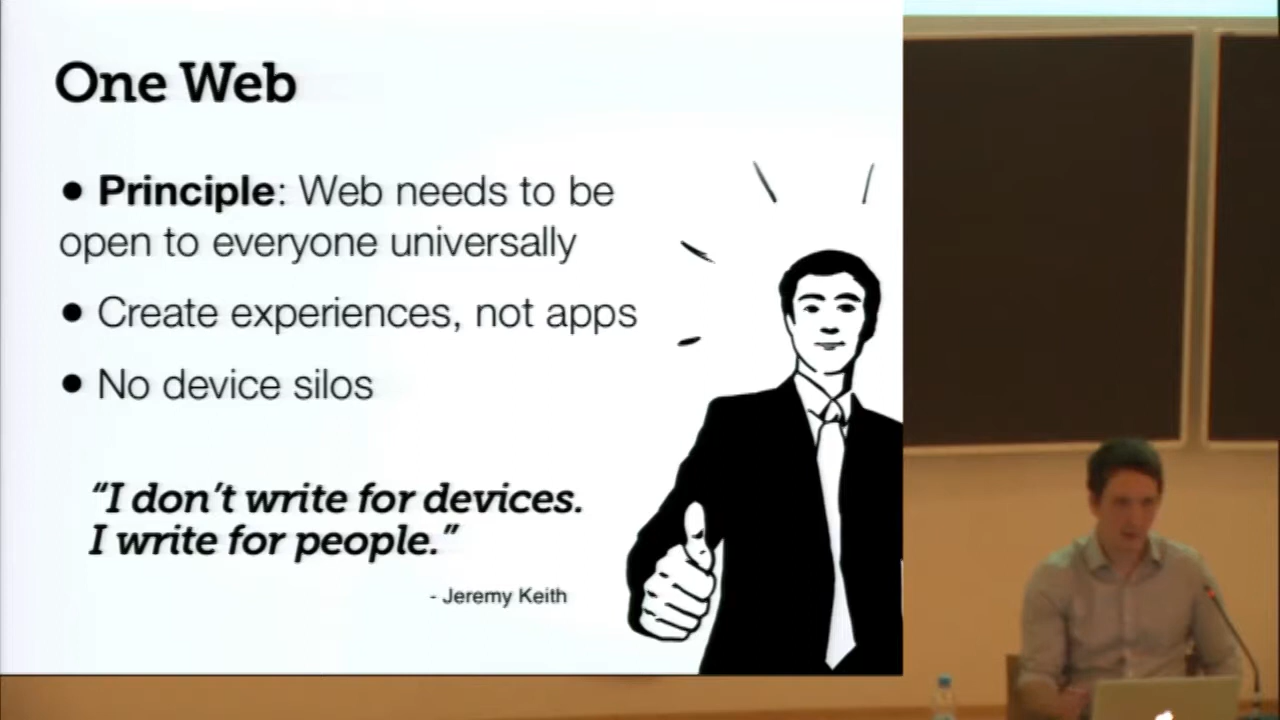 One Web
• Principle: Web needs to be
open to everyone universally
• Create experiences, not apps
• No device silos
“I don’t write for devices.
I write for people.”
- Jeremy Keith